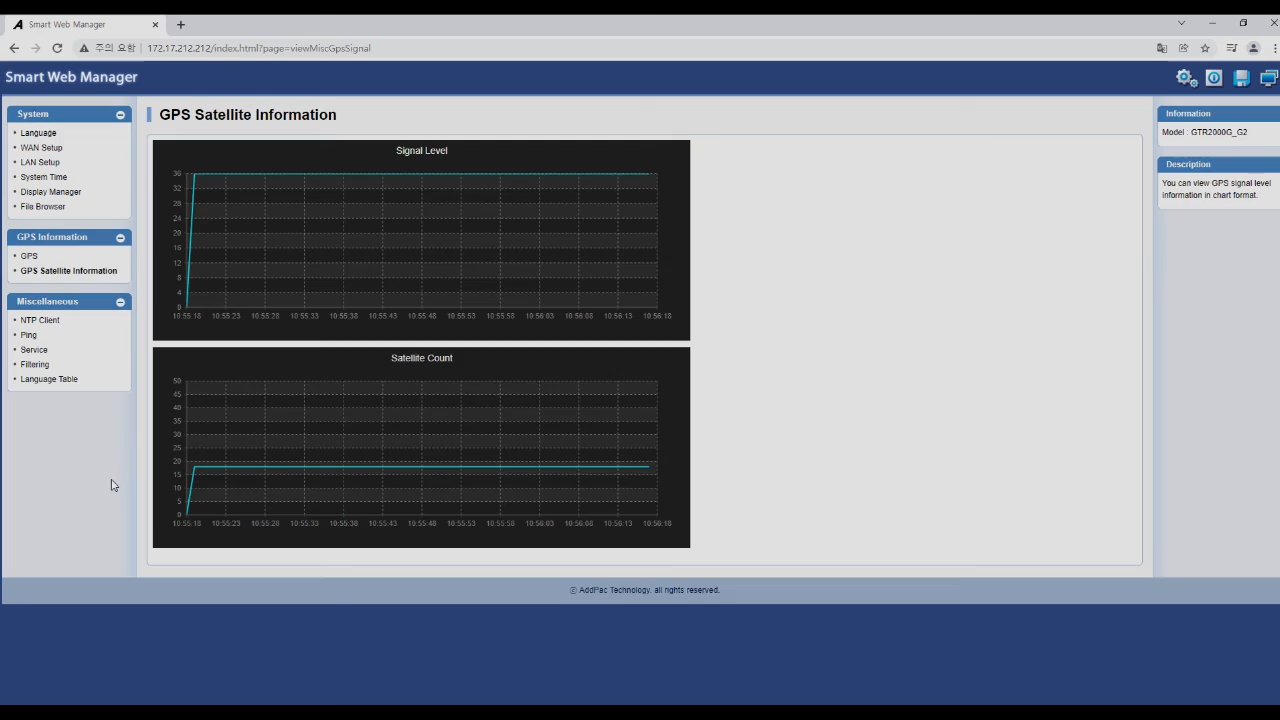 Smart Web Manager
주의 요함
172.17.212.212/index.html?page=viewMiscGpsSignal
Smart Web Manager
System
Language
WAN Setup
LAN Setup
System Time
Display Manager
File Browser
GPS Information
GPS
GPS Satellite Information
Miscellaneous
NTP Client
Ping
Service
Filtering
Language Table
GPS Satellite Information
Signal Level
36
32
28
24
20
16
12
8
4
0
10:55:18 10:55:23 10:55:28 10:55:33 10:55:38 10:55:43 10:55:48 10:55:53 10:55:58 10:56:03 10:56:08 10:56:13 10:56:18
Satellite Count
50
45
40
35
30
25
20
15
10
5
0
10:55:18 10:55:23 10:55:28 10:55:33 10:55:38 10:55:43 10:55:48 10:55:53 10:55:58 10:56:03 10:56:08 10:56:13 10:56:18
Information
Model : GTR2000G_G2
Description
You can view GPS signal level
information in chart format.
ⓒ AddPac Technology. all rights reserved.